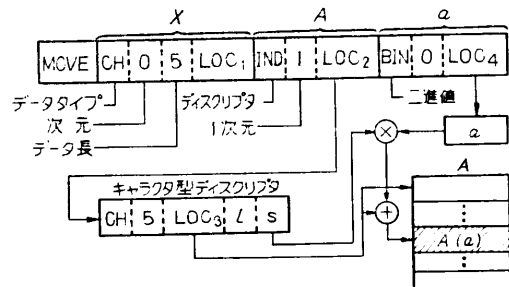 X A a
MOVE CH 0 5 LOC₁ IND 1 LOC₂ BIN 0 LOC₄
データタイプ ディスクリプタ 二進値
次元 1次元 a
データ長 × A
キャラクタ型ディスクリプタ
CH 5 LOC₃ l s + ⋮
A(a)
⋮